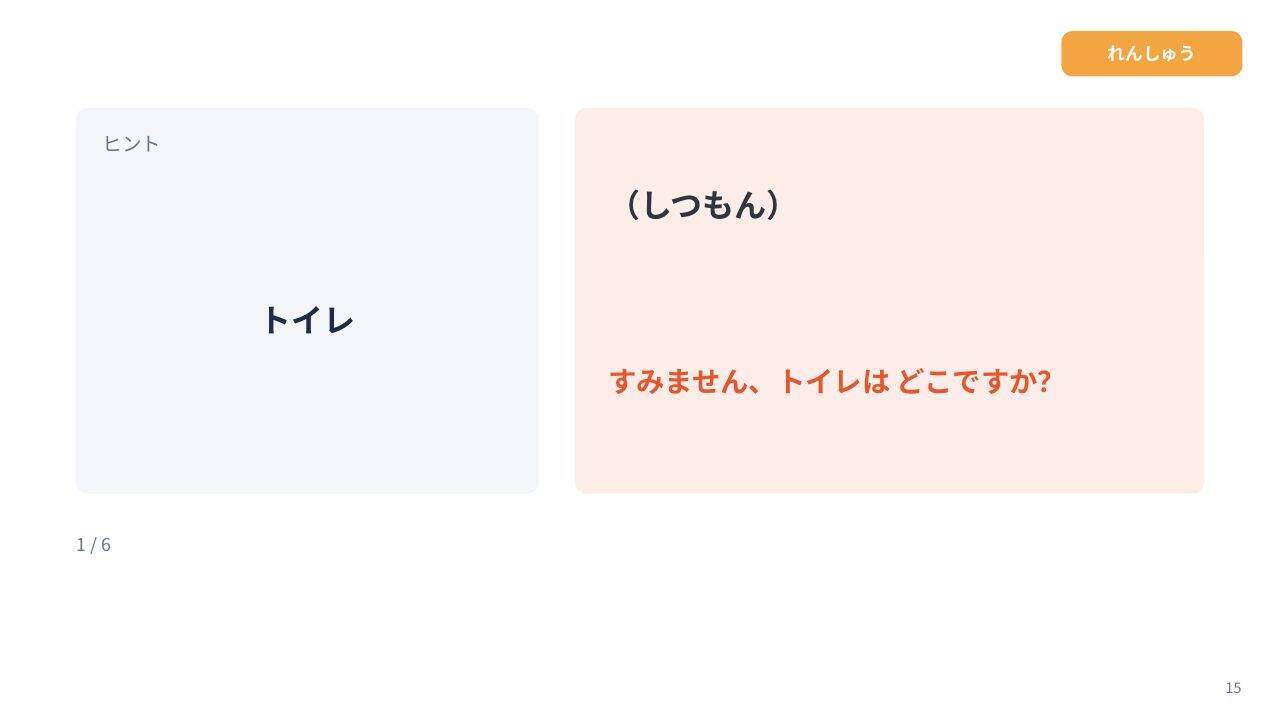 れんしゅう
ヒント
トイレ
（しつもん）
すみません、トイレは どこですか？
1 / 6
15